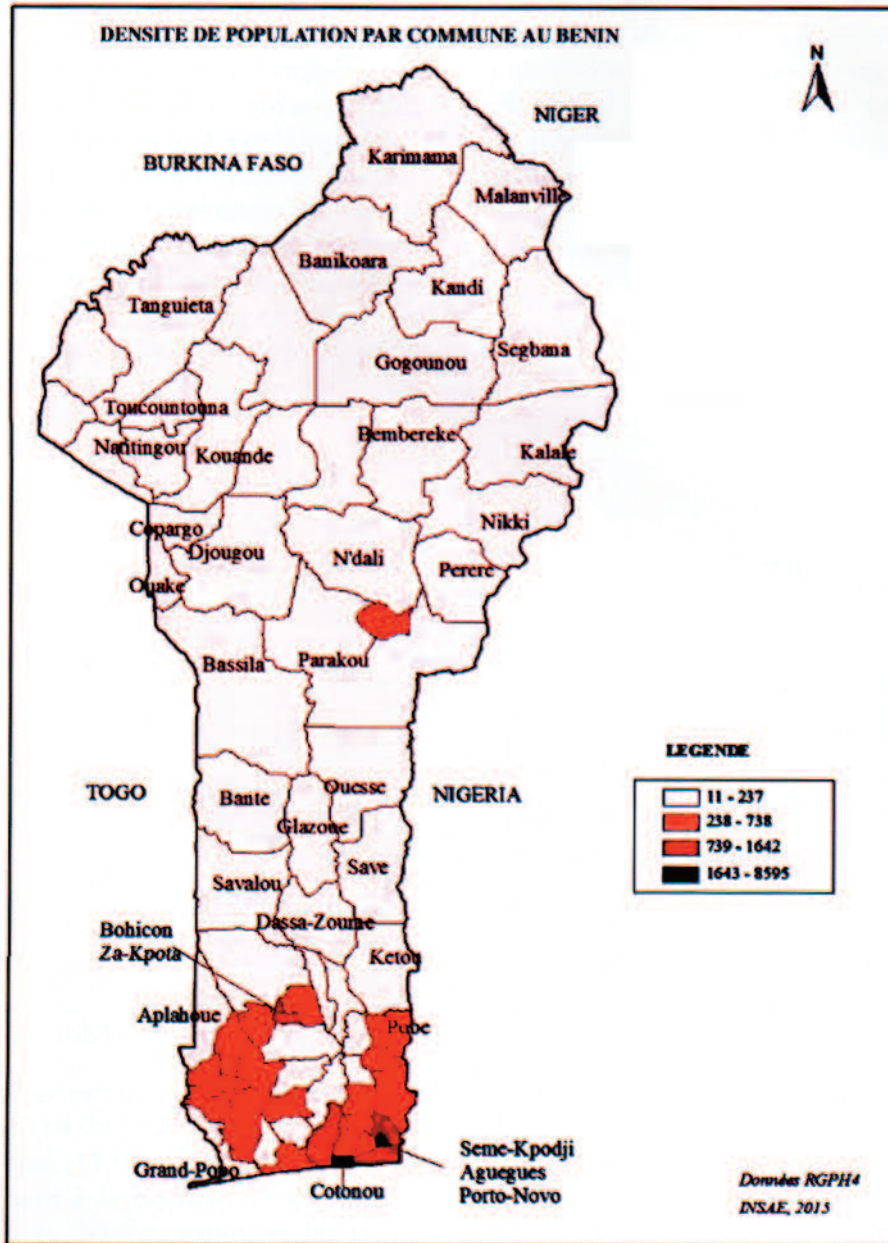 DENSITE DE POPULATION PAR COMMUNE AU BENIN
N
NIGER
BURKINA FASO
Karimama
Malanville
Banikoara
Kandi
Tanguieta
Segbana
Gogounou
Toucountouna
Bembereke
Nantingou
Kouande
Kalale
Nikki
Copargo
Djougou
N'dali
Perere
Ouake
Bassila
Parakou
LEGENDE
TOGO
Ouesse
NIGERIA
Bante
11 - 237
Glazoue
238 - 738
739 - 1642
Save
1643 - 8595
Savalou
Dassa-Zoume
Bohicon
Za-Kpota
Ketou
Aplahoue
Pobe
Seme-Kpodji
Grand-Popo
Aguegues
Cotonou
Porto-Novo
Données RGPH4
INSAE, 2015